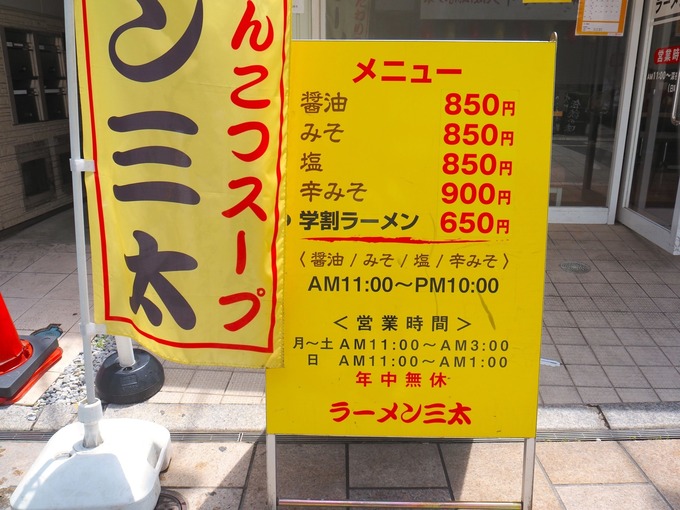 ン三太
んこつスープ
メニュー
醤油 850円
みそ 850円
塩 850円
辛みそ 900円
学割ラーメン 650円
〈 醤油 / みそ / 塩 / 辛みそ 〉
AM11:00～PM10:00
＜営業時間＞
月～土 AM11:00～AM3:00
日 AM11:00～AM1:00
年中無休
ラーメン三太
営業時